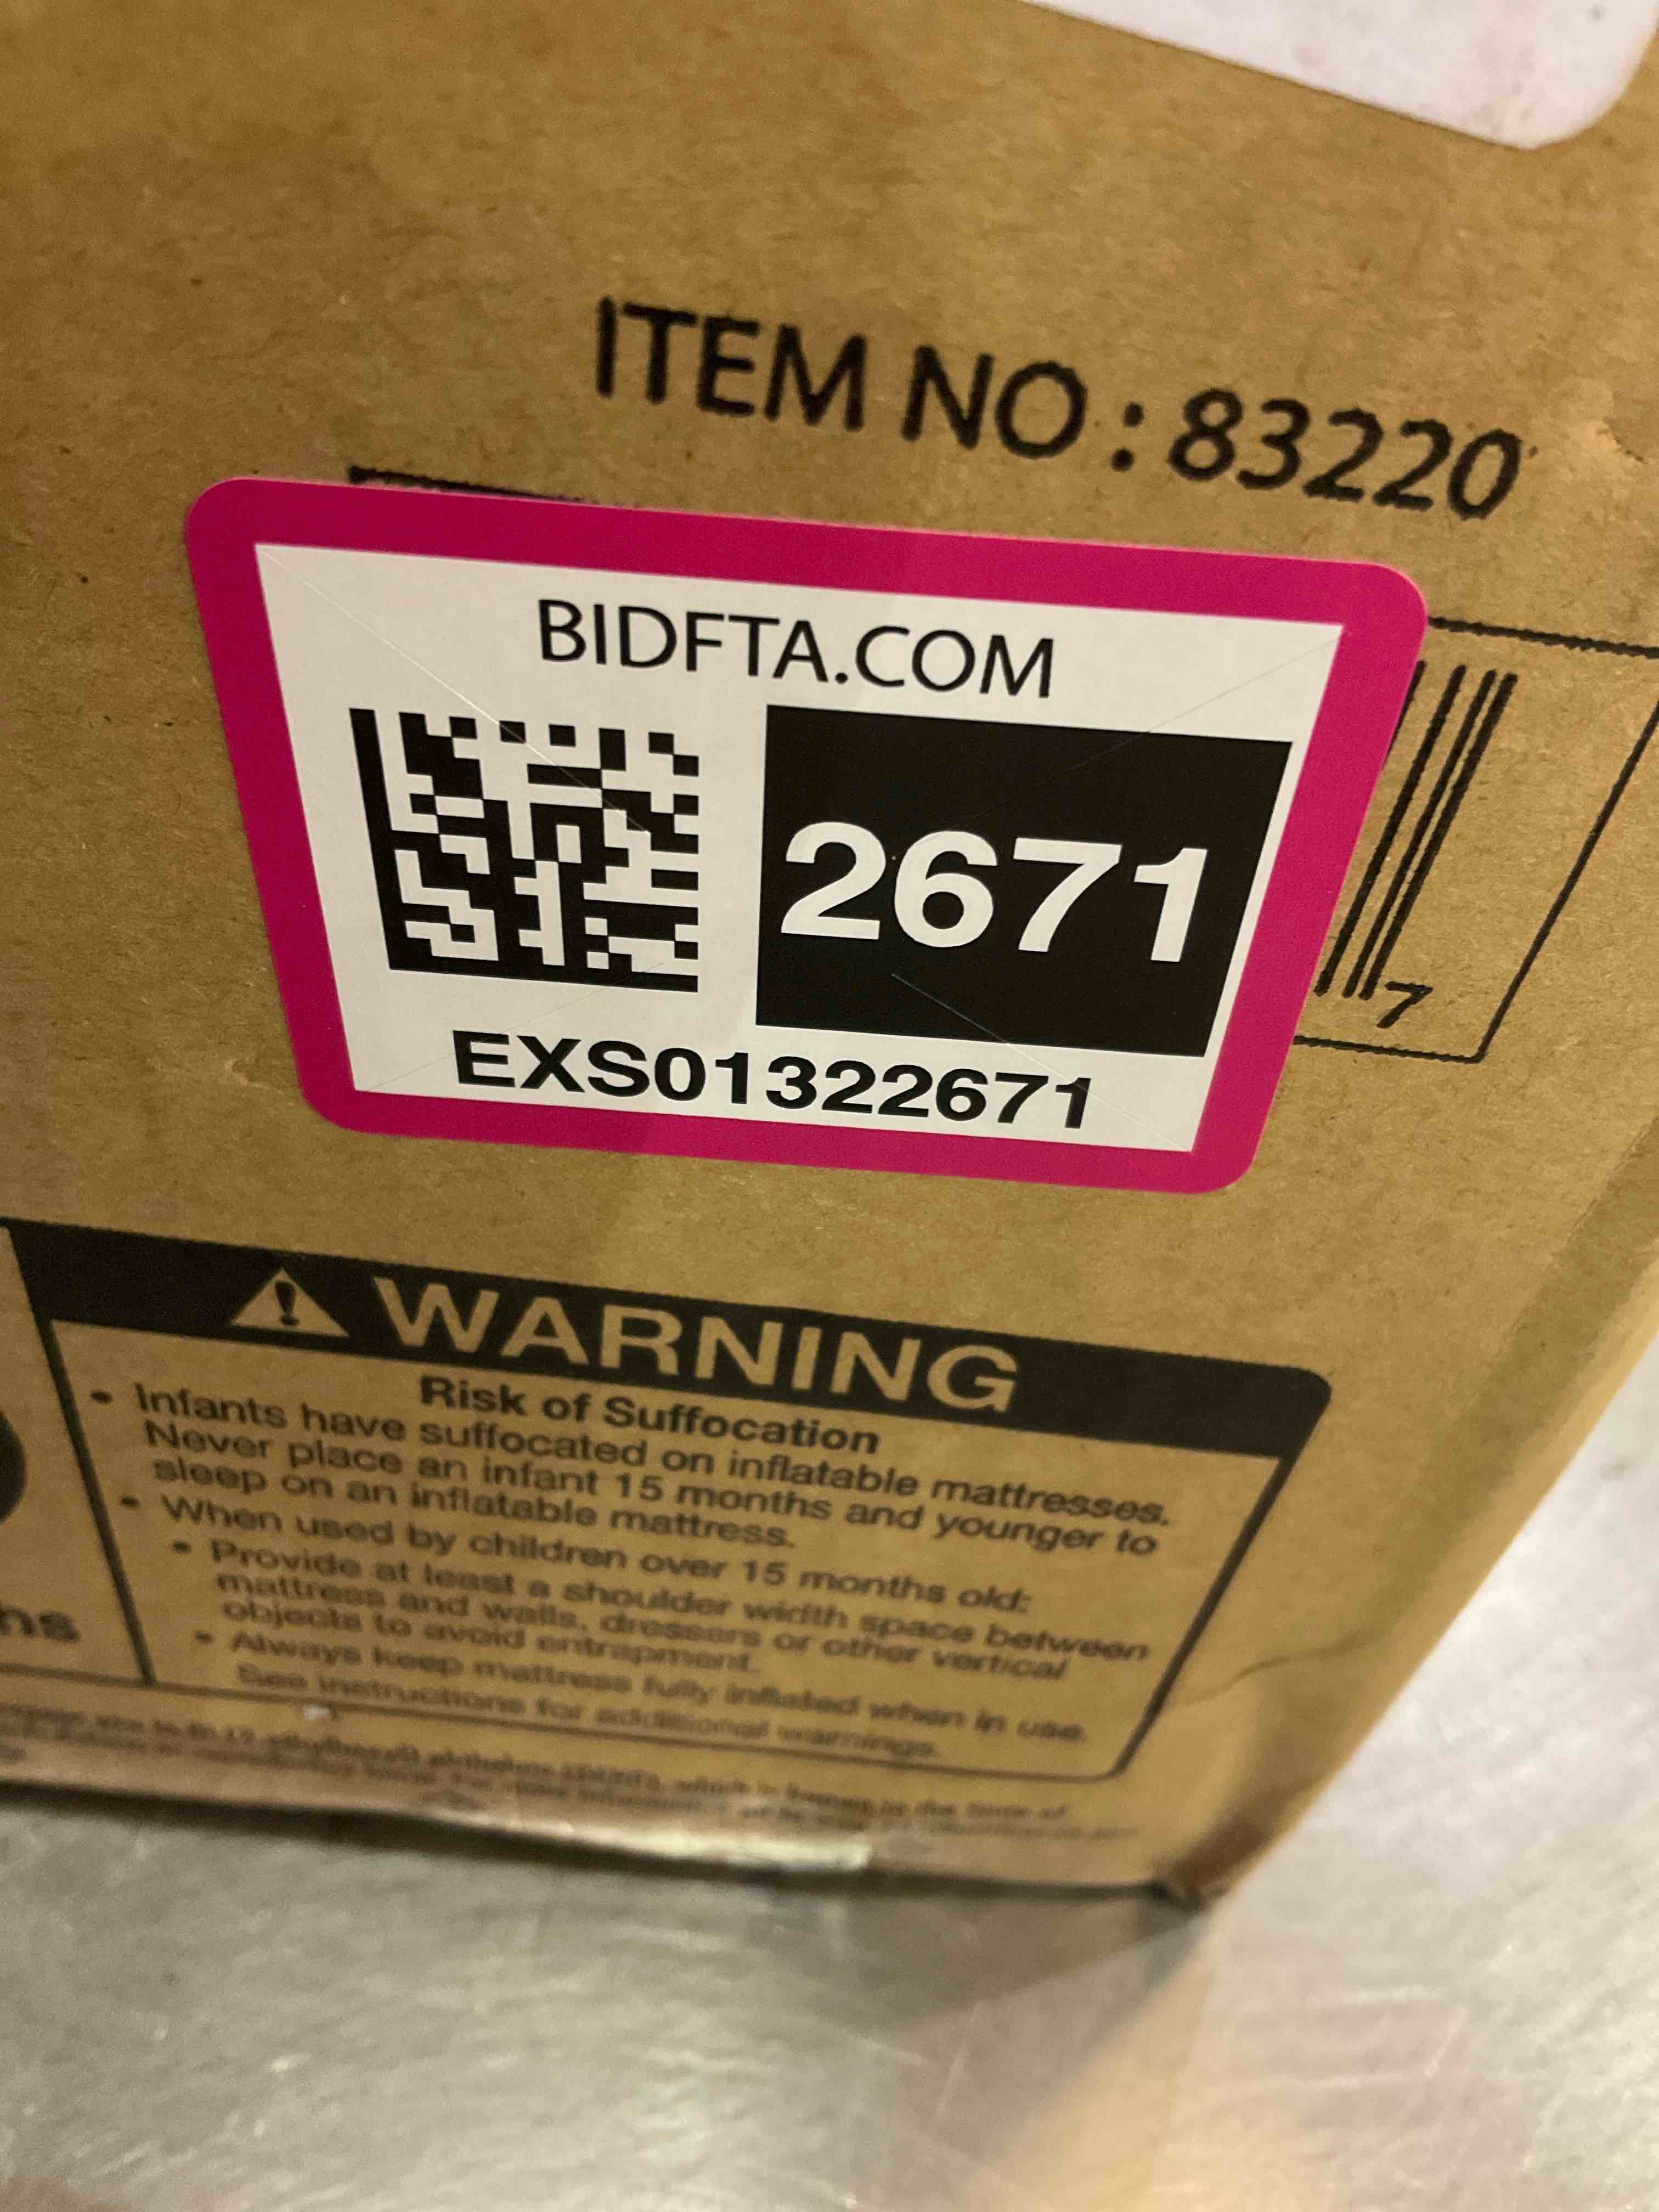 ITEM NO : 83220
BIDFTA.COM
2671
EXS01322671
7
WARNING
Risk of Suffocation
• Infants have suffocated on inflatable mattresses.
Never place an infant 15 months and younger to
sleep on an inflatable mattress.
• When used by children over 15 months old:
• Provide at least a shoulder width space between
mattress and walls, dressers or other vertical
objects to avoid entrapment.
• Always keep mattress fully inflated when in use.
See instructions for additional warnings.
hs